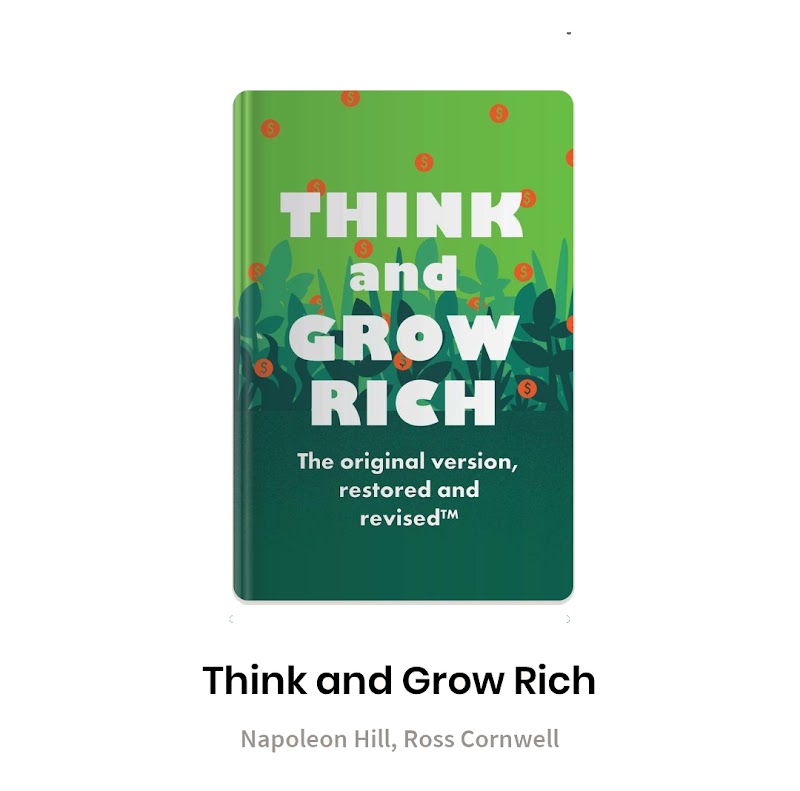 THINK
and
GROW
RICH
The original version,
restored and
revised™
Think and Grow Rich
Napoleon Hill, Ross Cornwell